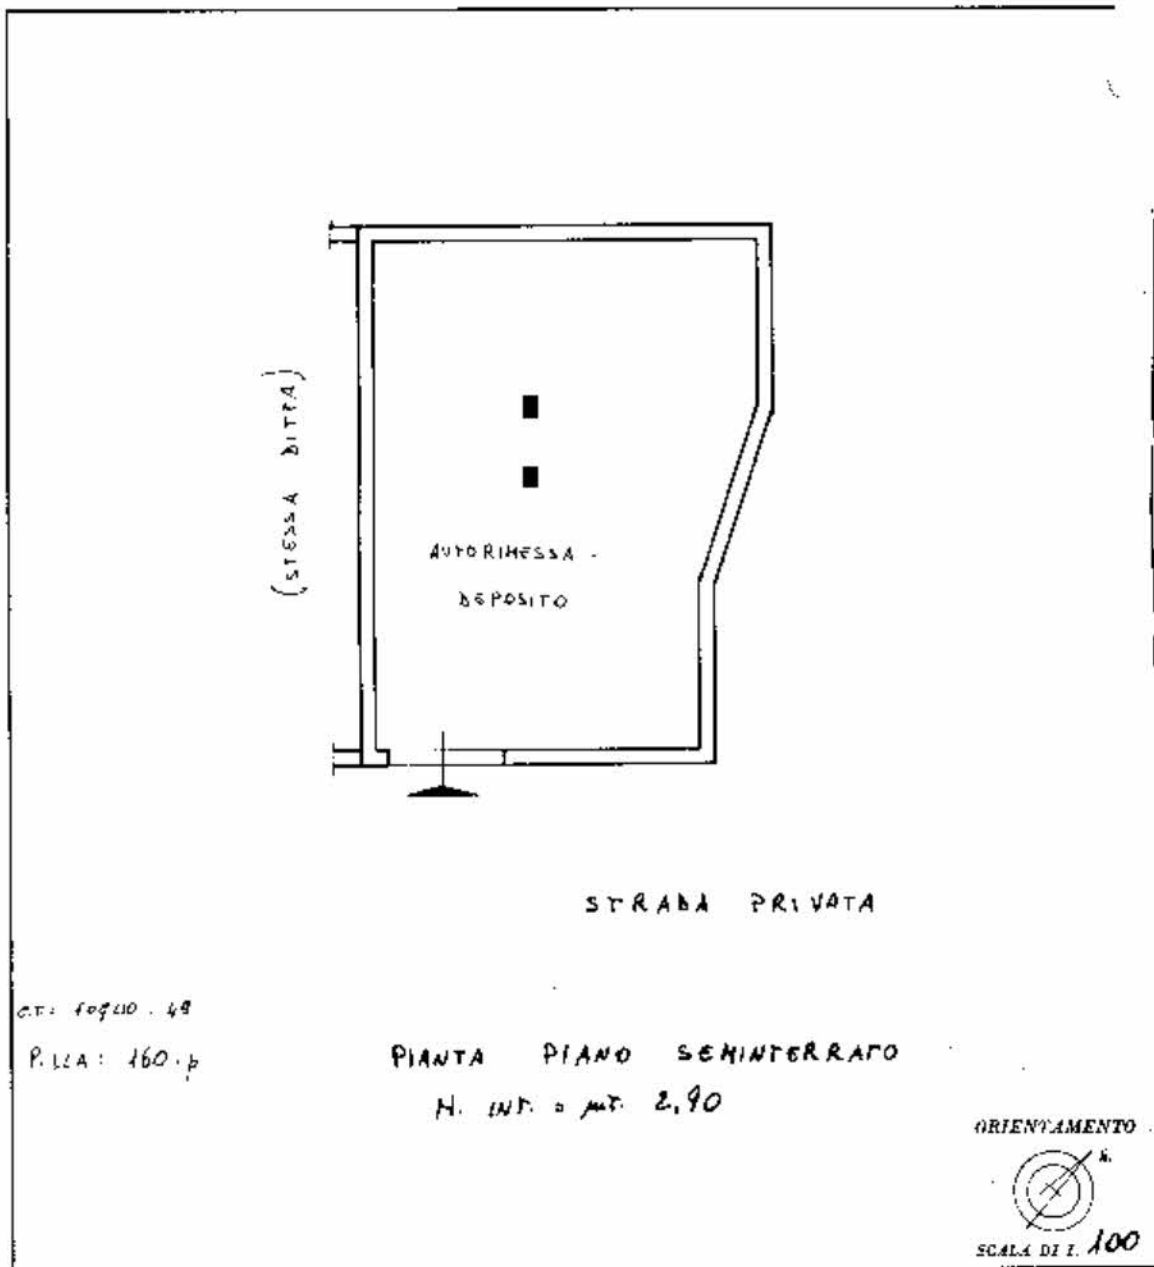 (STESSA DITTA)
AUTORIMESSA -
DEPOSITO
STRADA PRIVATA
C.T: FOGLIO . 49
P.LLA: 160.p
PIANTA PIANO SEMINTERRATO
H. INT. = mt. 2,90
ORIENTAMENTO
N.
SCALA DI 1. 100